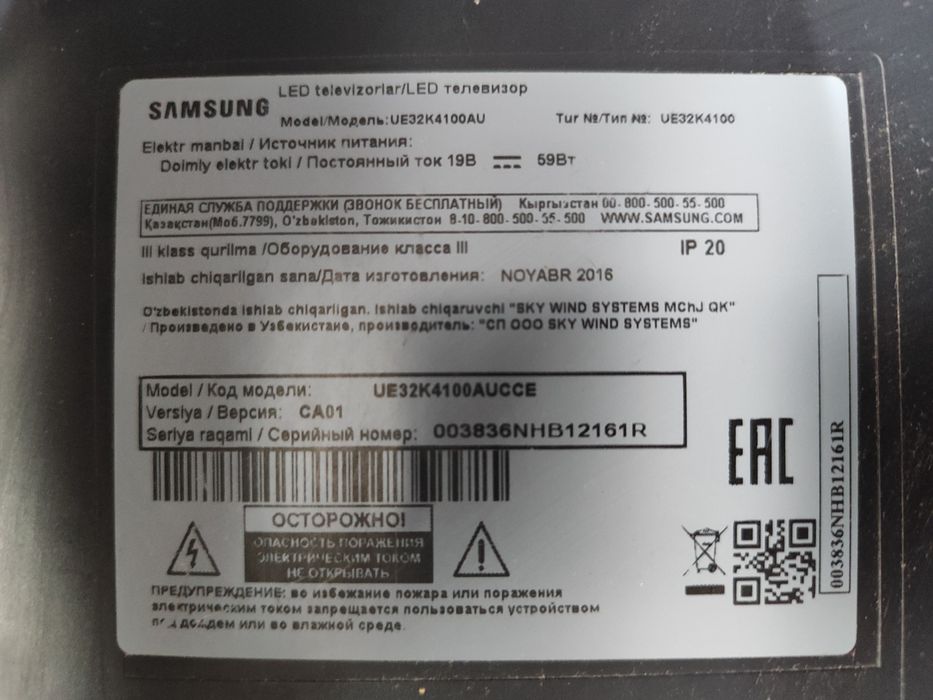 SAMSUNG
LED televizorlar/LED телевизор
Model/Модель:UE32K4100AU Tur №/Тип №: UE32K4100
Elektr manbai / Источник питания:
Doimiy elektr toki / Постоянный ток 19В 59Вт
ЕДИНАЯ СЛУЖБА ПОДДЕРЖКИ (ЗВОНОК БЕСПЛАТНЫЙ) Кыргызстан 00-800-500-55-500
Қазақстан(Моб.7799), O'zbekiston, Тожикистон 8-10-800-500-55-500 WWW.SAMSUNG.COM
III klass qurilma /Оборудование класса III IP 20
Ishlab chiqarilgan sana/Дата изготовления: NOYABR 2016
O'zbekistonda ishlab chiqarilgan. Ishlab chiqaruvchi "SKY WIND SYSTEMS MChJ QK"
/ Произведено в Узбекистане, производитель: "СП ООО SKY WIND SYSTEMS"
Model / Код модели: UE32K4100AUCCE
Versiya / Версия: CA01
Seriya raqami / Серийный номер: 003836NHB12161R
EAC
003836NHB12161R
ОСТОРОЖНО!
ОПАСНОСТЬ ПОРАЖЕНИЯ
ЭЛЕКТРИЧЕСКИМ ТОКОМ
НЕ ОТКРЫВАТЬ
ПРЕДУПРЕЖДЕНИЕ: во избежание пожара или поражения
электрическим током запрещается пользоваться устройством
под дождем или во влажной среде.